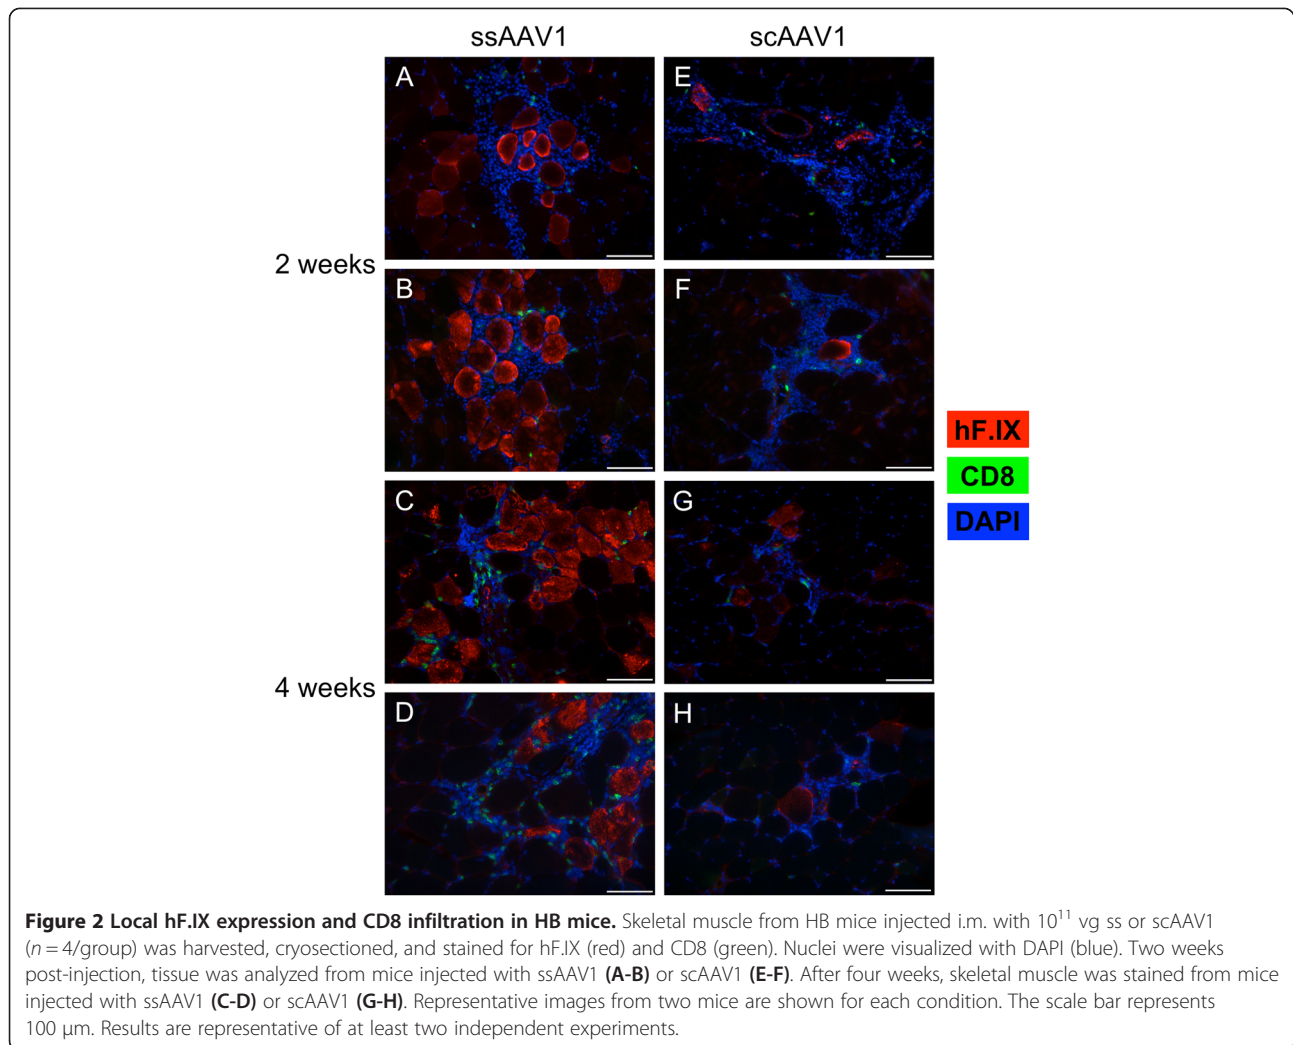 ssAAV1 scAAV1
A E
2 weeks
B F
hF.IX
CD8
DAPI
C G
4 weeks
D H
Figure 2 Local hF.IX expression and CD8 infiltration in HB mice. Skeletal muscle from HB mice injected i.m. with 10¹¹ vg ss or scAAV1
(n = 4/group) was harvested, cryosectioned, and stained for hF.IX (red) and CD8 (green). Nuclei were visualized with DAPI (blue). Two weeks
post-injection, tissue was analyzed from mice injected with ssAAV1 (A-B) or scAAV1 (E-F). After four weeks, skeletal muscle was stained from mice
injected with ssAAV1 (C-D) or scAAV1 (G-H). Representative images from two mice are shown for each condition. The scale bar represents
100 μm. Results are representative of at least two independent experiments.